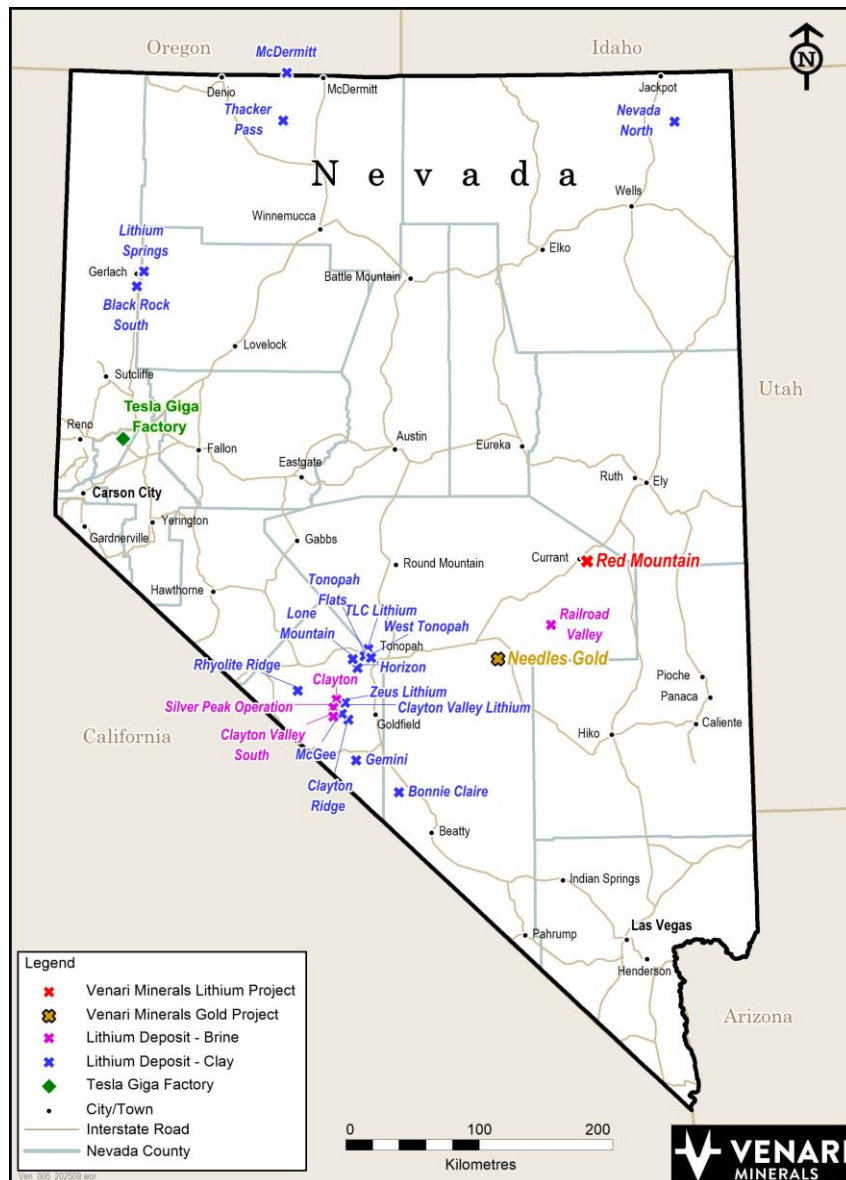 Oregon
Idaho
McDermitt
Denio
McDermitt
Jackpot
N
Thacker
Pass
Nevada
North
Nevada
Wells
Winnemucca
Lithium
Springs
Elko
Gerlach
Battle Mountain
Black Rock
South
Lovelock
Sutcliffe
Utah
Tesla Giga
Factory
Reno
Fallon
Austin
Eureka
Eastgate
Ruth
Ely
Carson City
Yerington
Gardnerville
Gabbs
Round Mountain
Currant
Red Mountain
Hawthorne
Tonopah
Flats
TLC Lithium
Lone
Mountain
West Tonopah
Railroad
Valley
Tonopah
Rhyolite Ridge
Horizon
Needles Gold
Clayton
Pioche
Panaca
Zeus Lithium
Silver Peak Operation
Clayton Valley Lithium
Goldfield
Caliente
California
Clayton Valley
South
Hiko
McGee
Gemini
Clayton
Ridge
Bonnie Claire
Beatty
Indian Springs
Las Vegas
Pahrump
Henderson
Arizona
Legend
Venari Minerals Lithium Project
Venari Minerals Gold Project
Lithium Deposit - Brine
Lithium Deposit - Clay
Tesla Giga Factory
City/Town
Interstate Road
Nevada County
0 100 200
Kilometres
VENARI
MINERALS
Ven_005_202509.wor